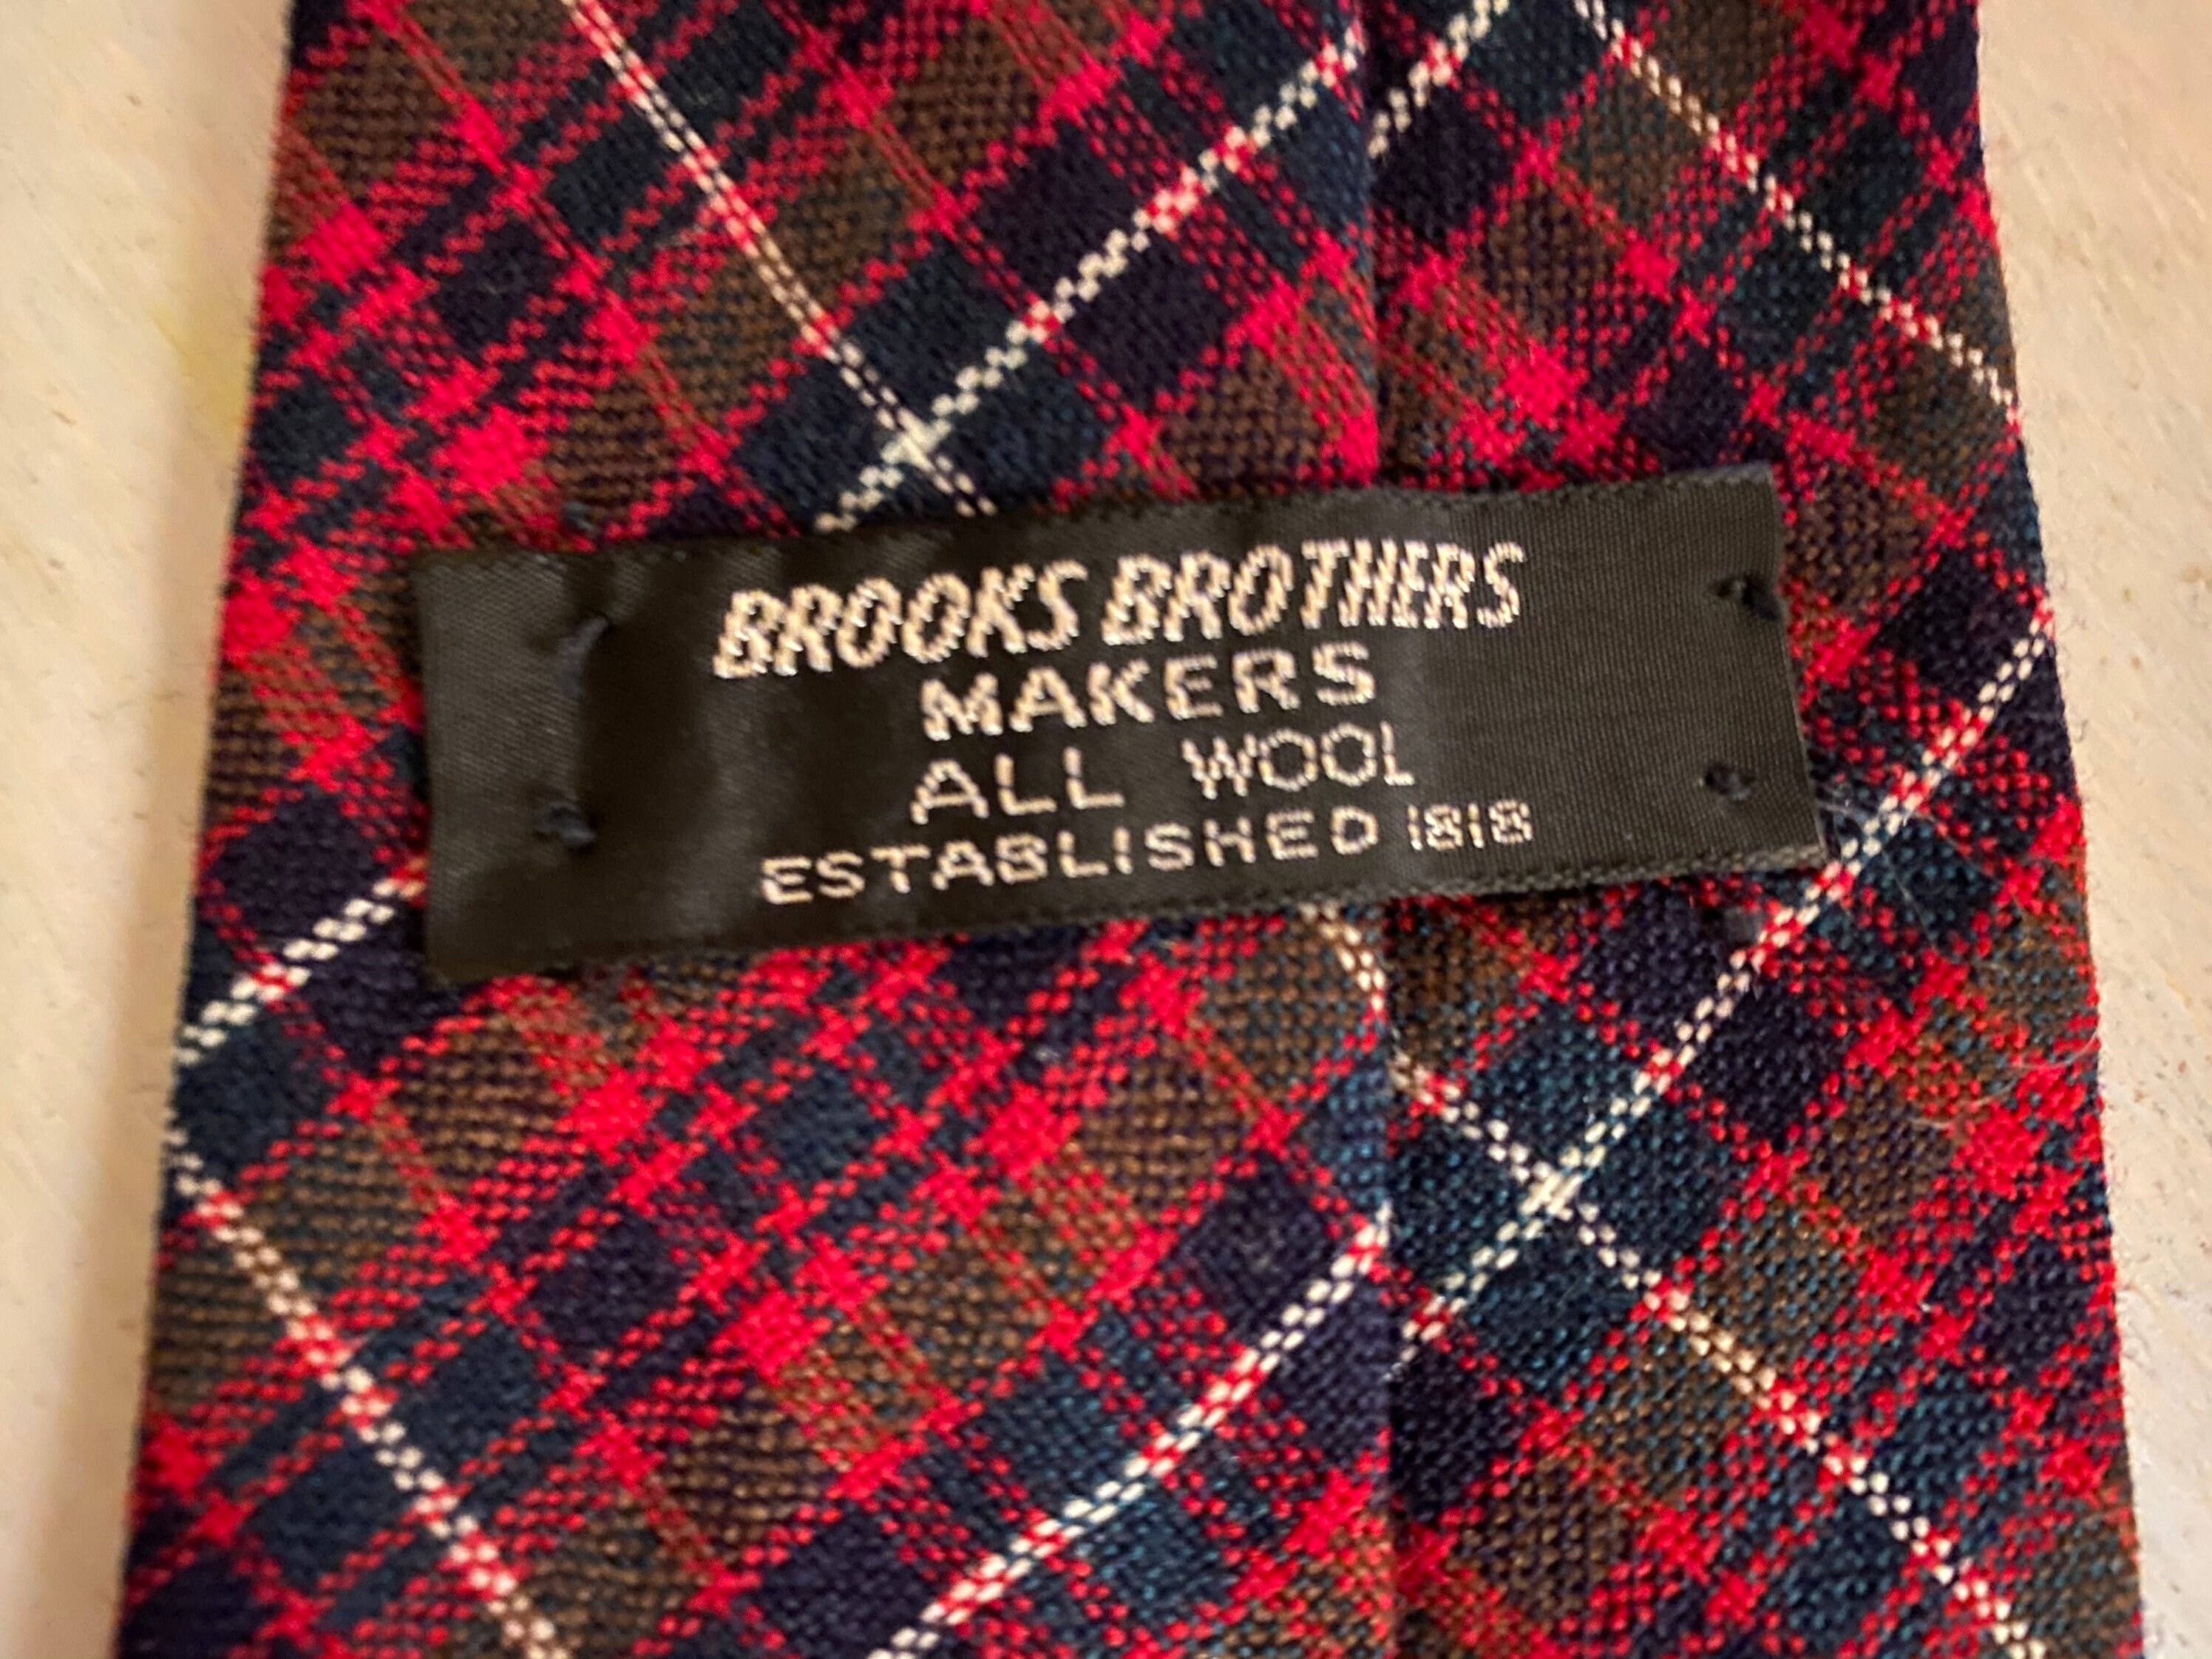 BROOKS BROTHERS
MAKERS
ALL WOOL
ESTABLISHED 1818